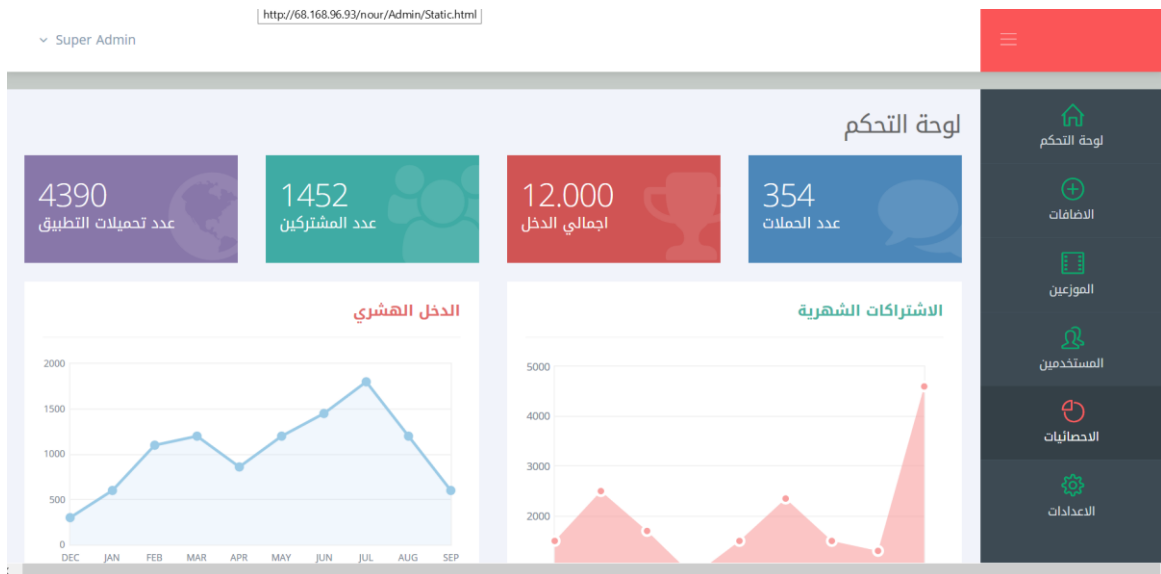 http://68.168.96.93/nour/Admin/Static.html
Super Admin
لوحة التحكم
الاضافات
الموزعين
المستخدمين
الاحصائيات
الاعدادات
لوحة التحكم
354
عدد الحملات
12.000
اجمالي الدخل
1452
عدد المشتركين
4390
عدد تحميلات التطبيق
الاشتراكات الشهرية
5000
4000
3000
2000
الدخل الهشري
2000
1500
1000
500
0
DEC JAN FEB MAR APR MAY JUN JUL AUG SEP